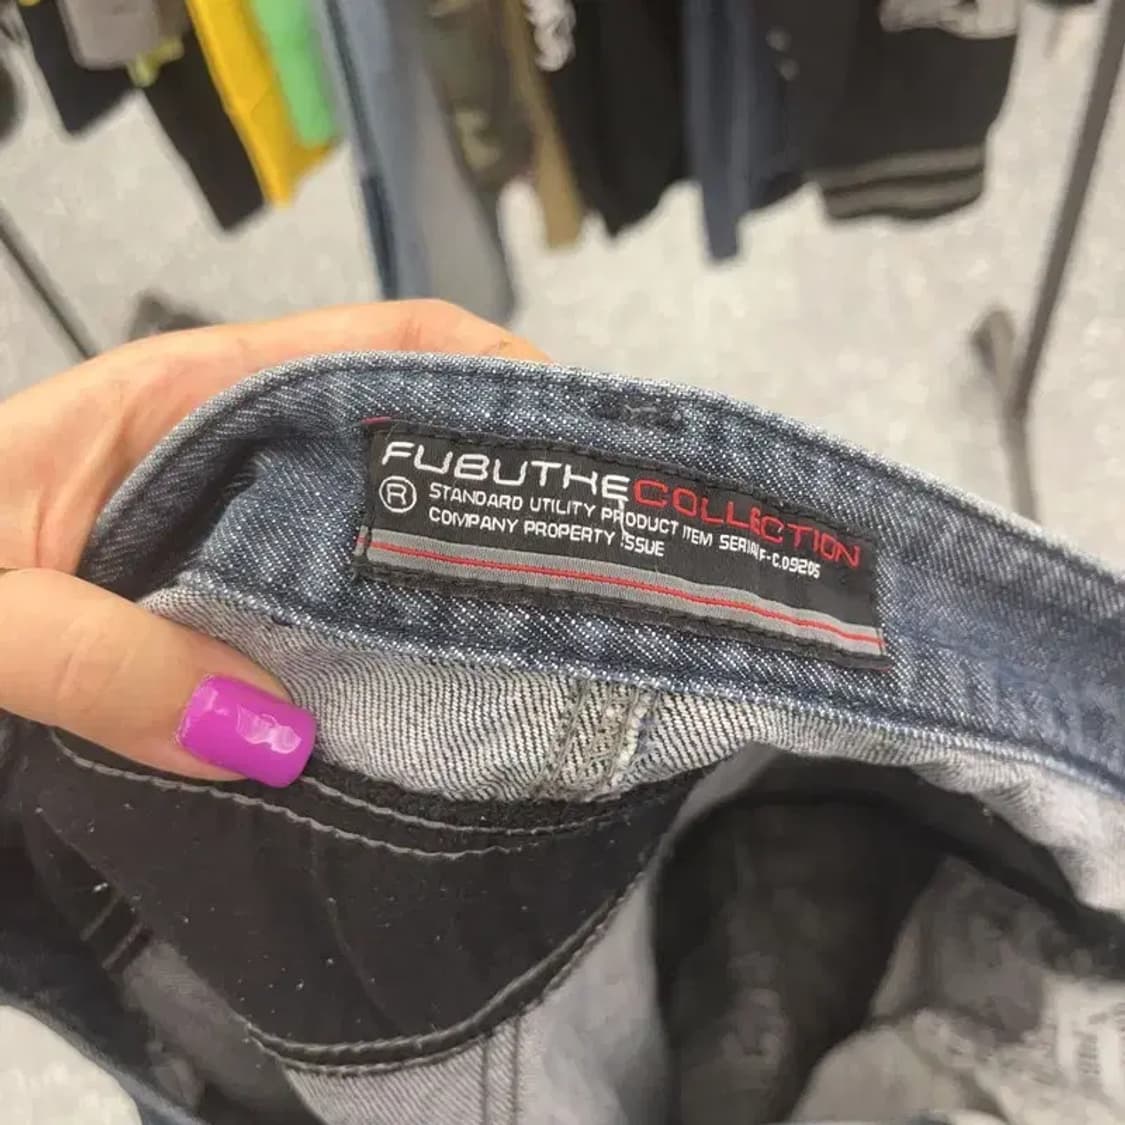 FUBUTHECOLLECTION
® STANDARD UTILITY PRODUCT ITEM SERIAL F-C.09205
COMPANY PROPERTY ISSUE